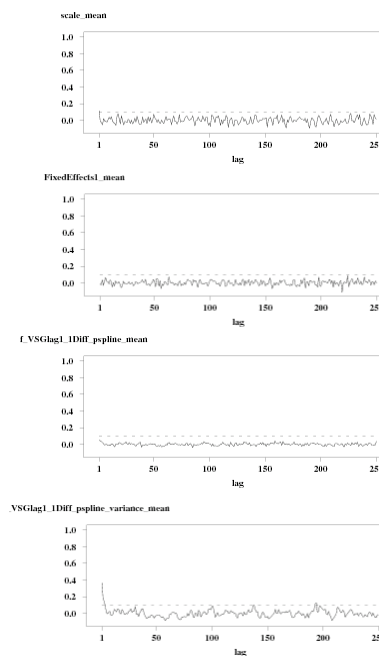 scale_mean
1.0
0.8
0.6
0.4
0.2
0.0
1 50 100 150 200 25
lag
FixedEffects1_mean
1.0
0.8
0.6
0.4
0.2
0.0
1 50 100 150 200 25
lag
f_VSGlag1_1Diff_pspline_mean
1.0
0.8
0.6
0.4
0.2
0.0
1 50 100 150 200 25
lag
_VSGlag1_1Diff_pspline_variance_mean
1.0
0.8
0.6
0.4
0.2
0.0
1 50 100 150 200 25
lag